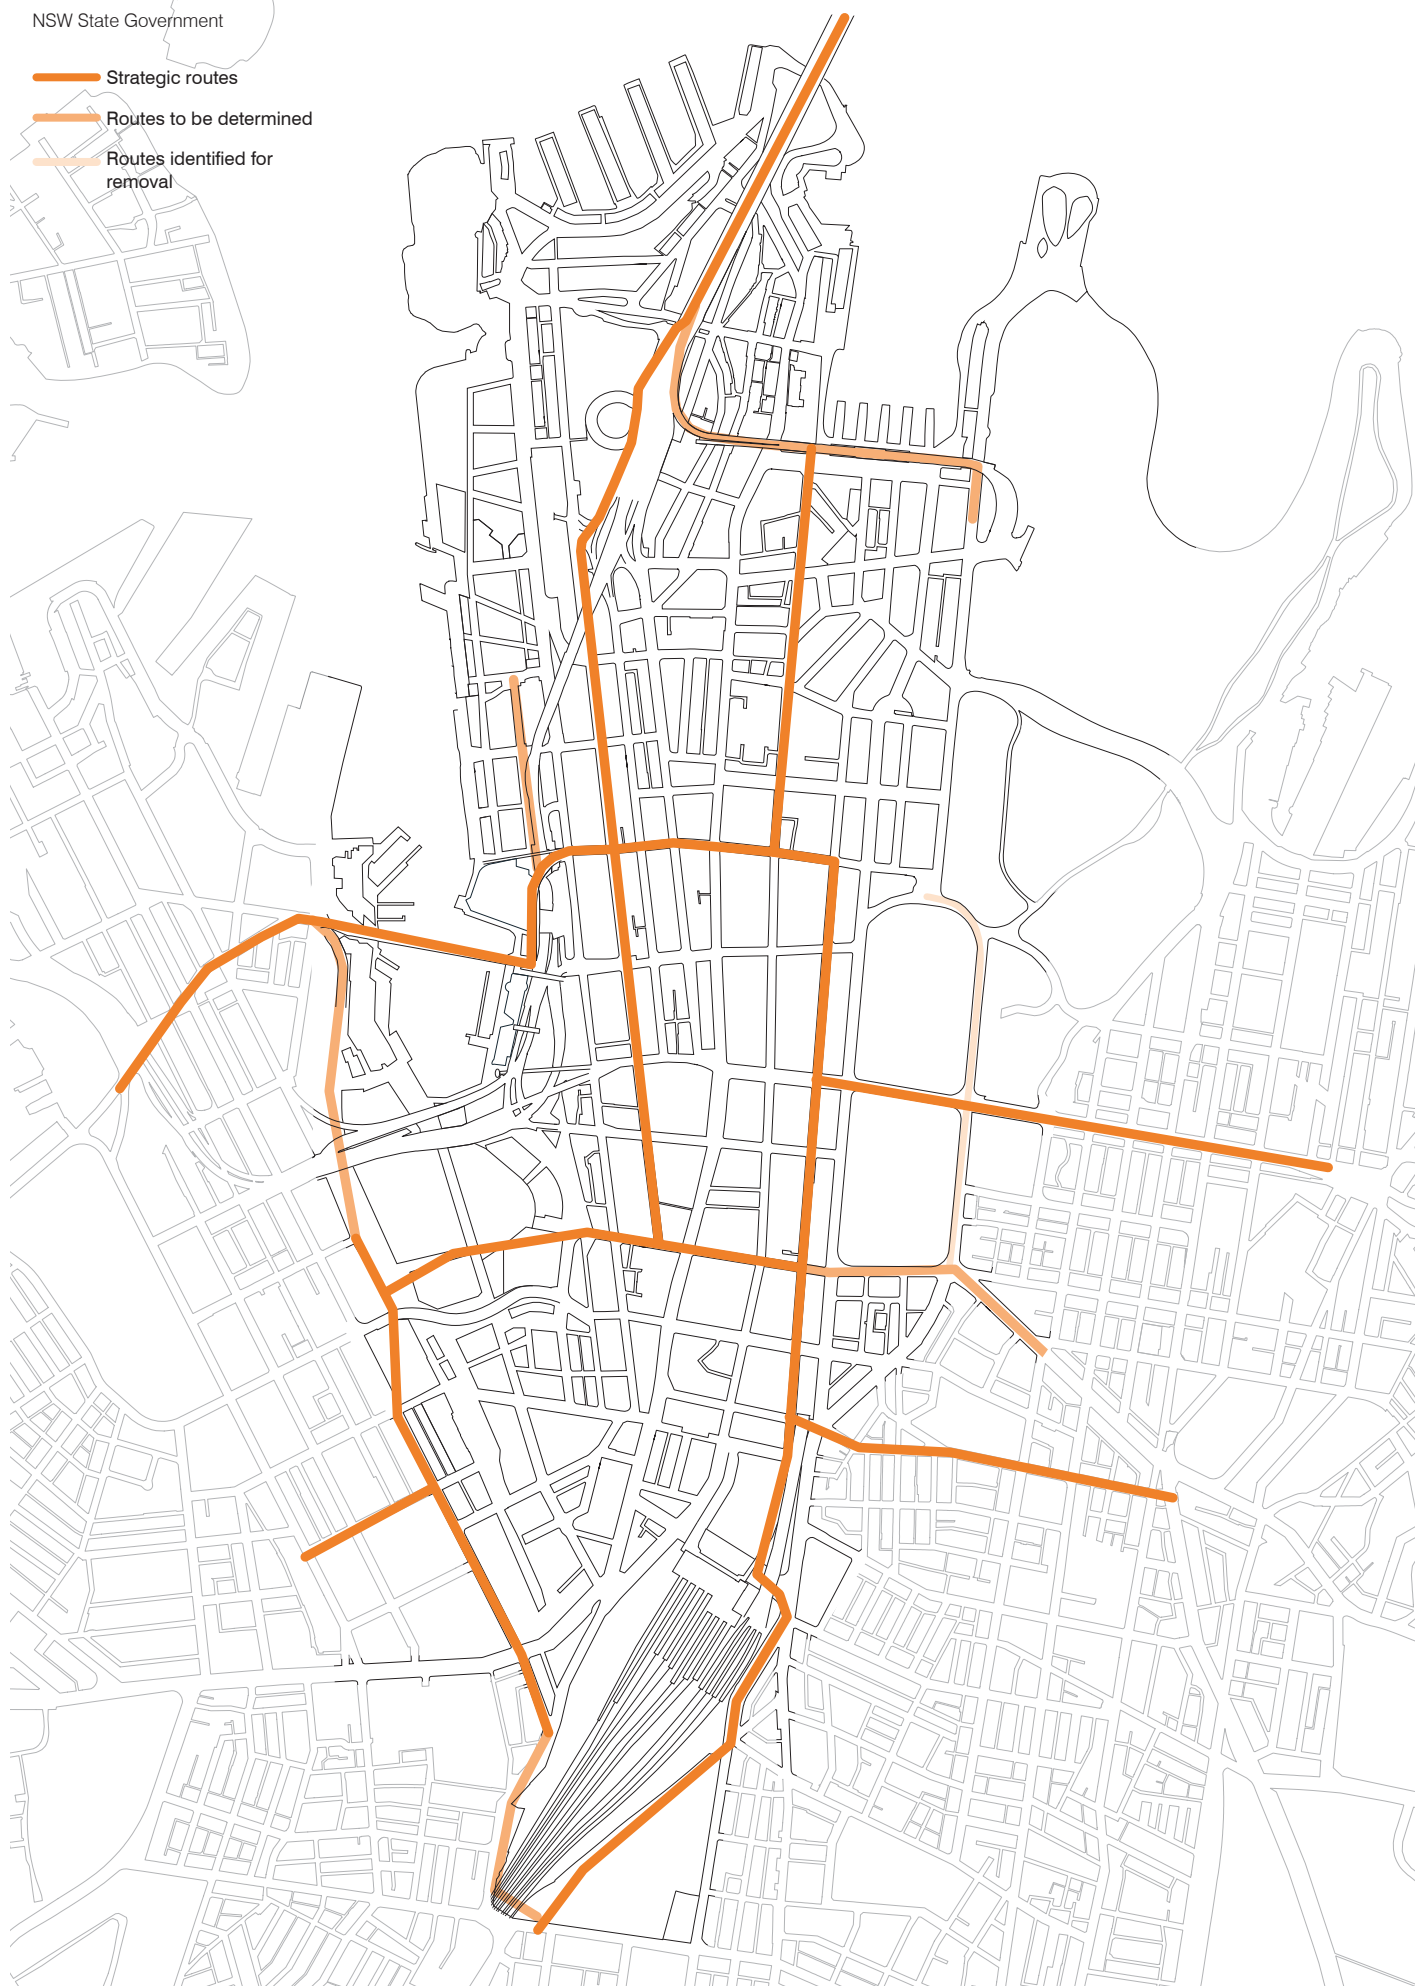 NSW State Government
Strategic routes
Routes to be determined
Routes identified for
removal